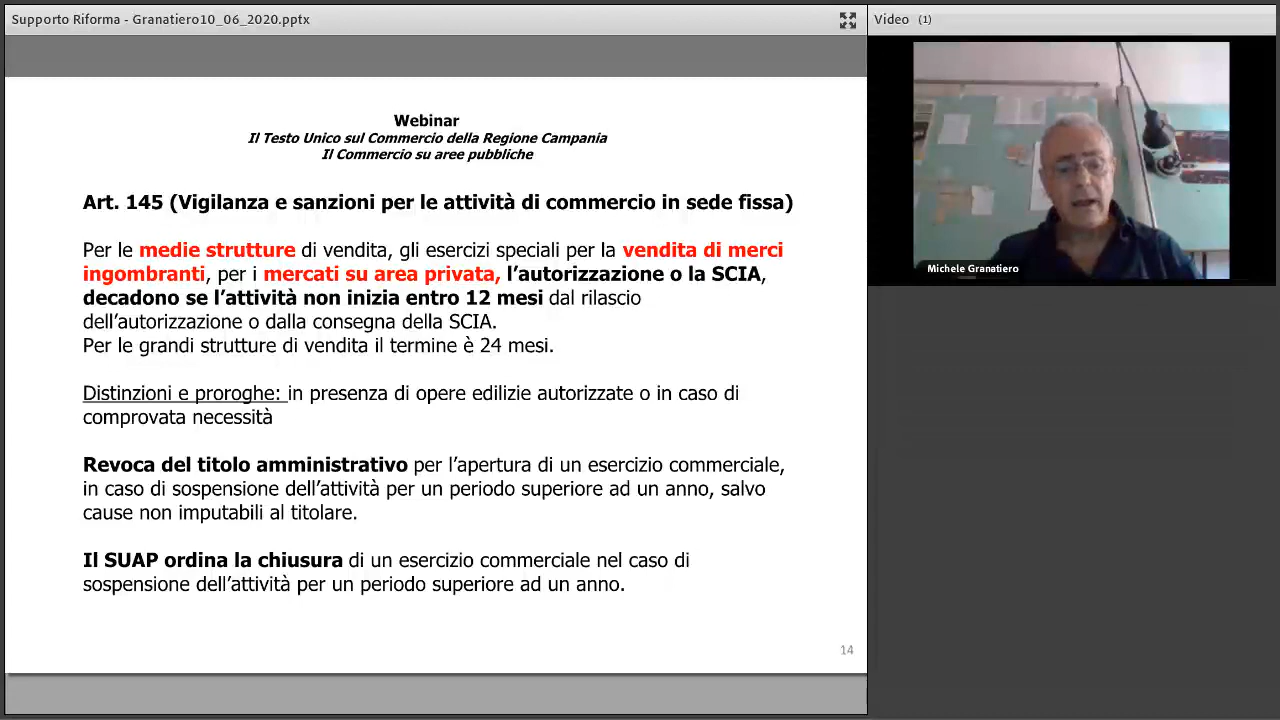 Supporto Riforma - Granatiero10_06_2020.pptx
Video (1)
Webinar
Il Testo Unico sul Commercio della Regione Campania
Il Commercio su aree pubbliche
Art. 145 (Vigilanza e sanzioni per le attività di commercio in sede fissa)
Per le medie strutture di vendita, gli esercizi speciali per la vendita di merci
ingombranti, per i mercati su area privata, l’autorizzazione o la SCIA,
decadono se l’attività non inizia entro 12 mesi dal rilascio
dell’autorizzazione o dalla consegna della SCIA.
Per le grandi strutture di vendita il termine è 24 mesi.
Distinzioni e proroghe: in presenza di opere edilizie autorizzate o in caso di
comprovata necessità
Revoca del titolo amministrativo per l’apertura di un esercizio commerciale,
in caso di sospensione dell’attività per un periodo superiore ad un anno, salvo
cause non imputabili al titolare.
Il SUAP ordina la chiusura di un esercizio commerciale nel caso di
sospensione dell’attività per un periodo superiore ad un anno.
14
Michele Granatiero